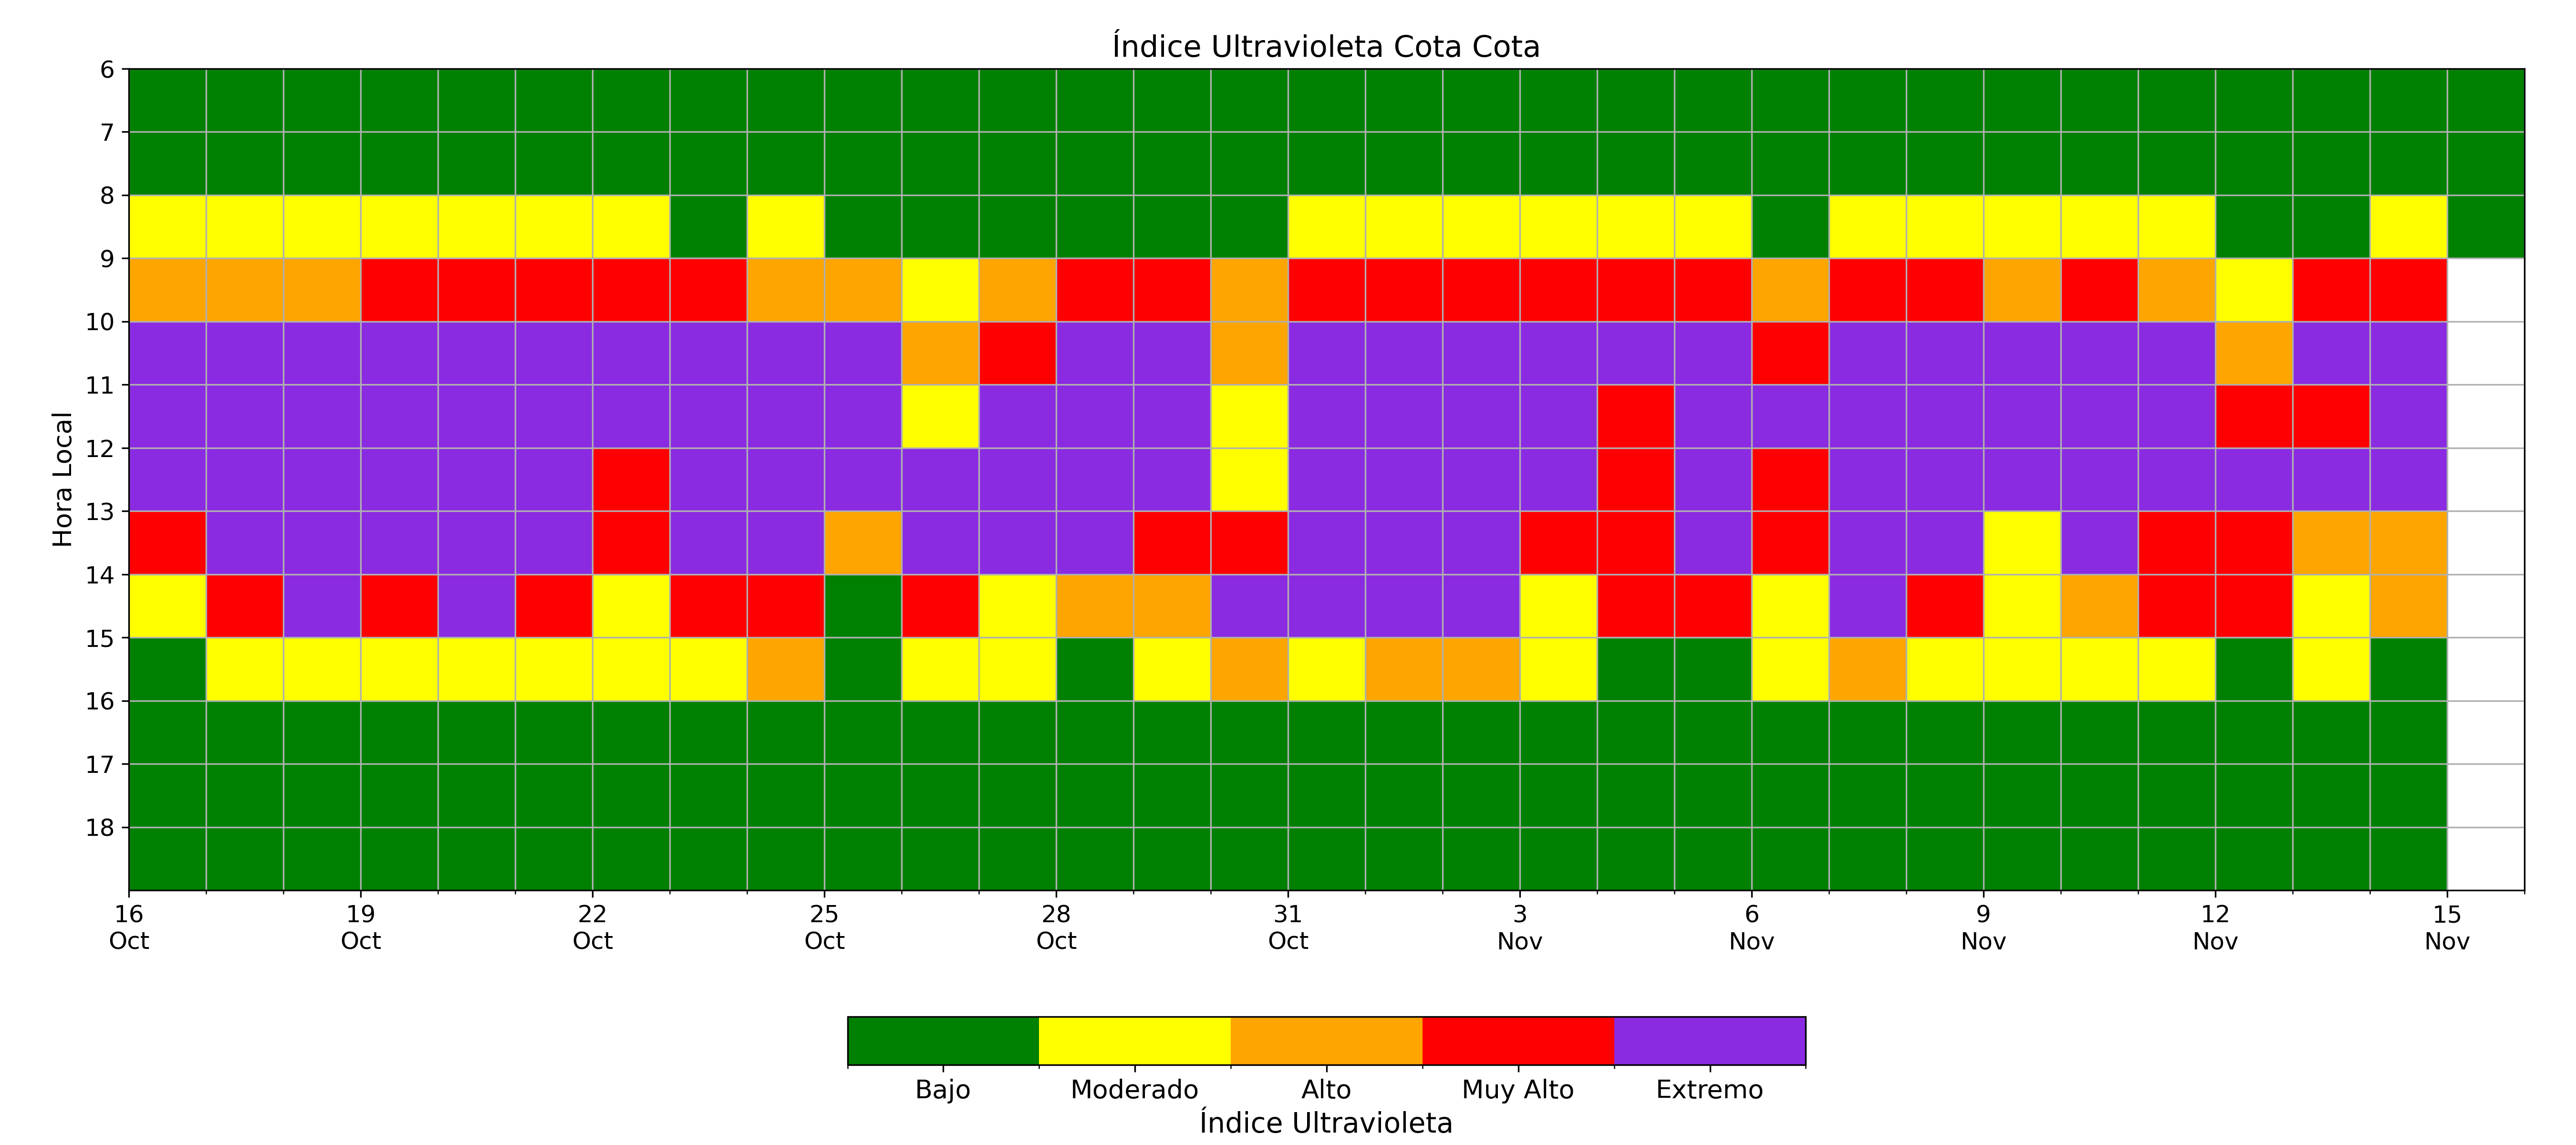 Índice Ultravioleta Cota Cota
Hora Local
6
7
8
9
10
11
12
13
14
15
16
17
18
16 19 22 25 28 31 3 6 9 12 15
Oct Oct Oct Oct Oct Oct Nov Nov Nov Nov Nov
Bajo Moderado Alto Muy Alto Extremo
Índice Ultravioleta